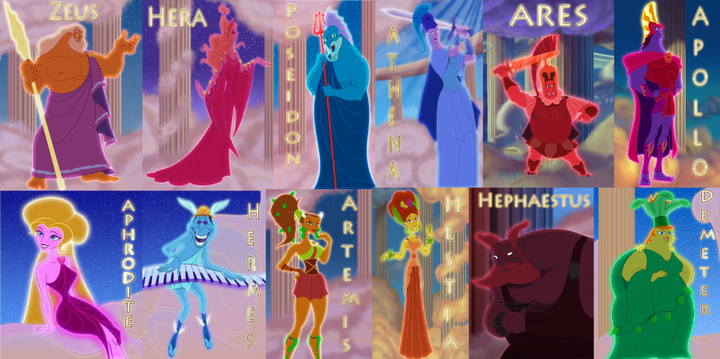 ZEUS
HERA
POSEIDON
ATHENA
ARES
APOLLO
APHRODITE
HERMES
ARTEMIS
HESTIA
HEPHAESTUS
DEMETER